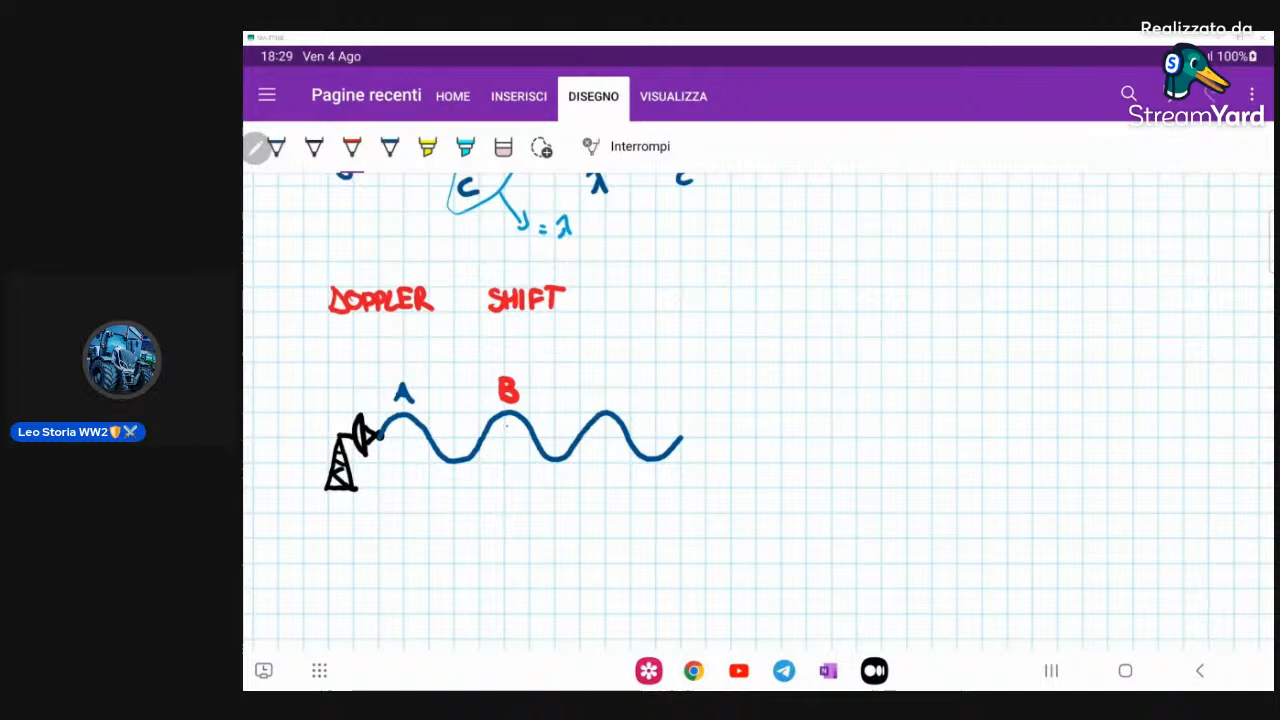 Realizzato da
StreamYard
18:29 Ven 4 Ago
100%
Pagine recenti HOME INSERISCI DISEGNO VISUALIZZA
Interrompi
C λ C
= λ
DOPPLER SHIFT
A B
Leo Storia WW2